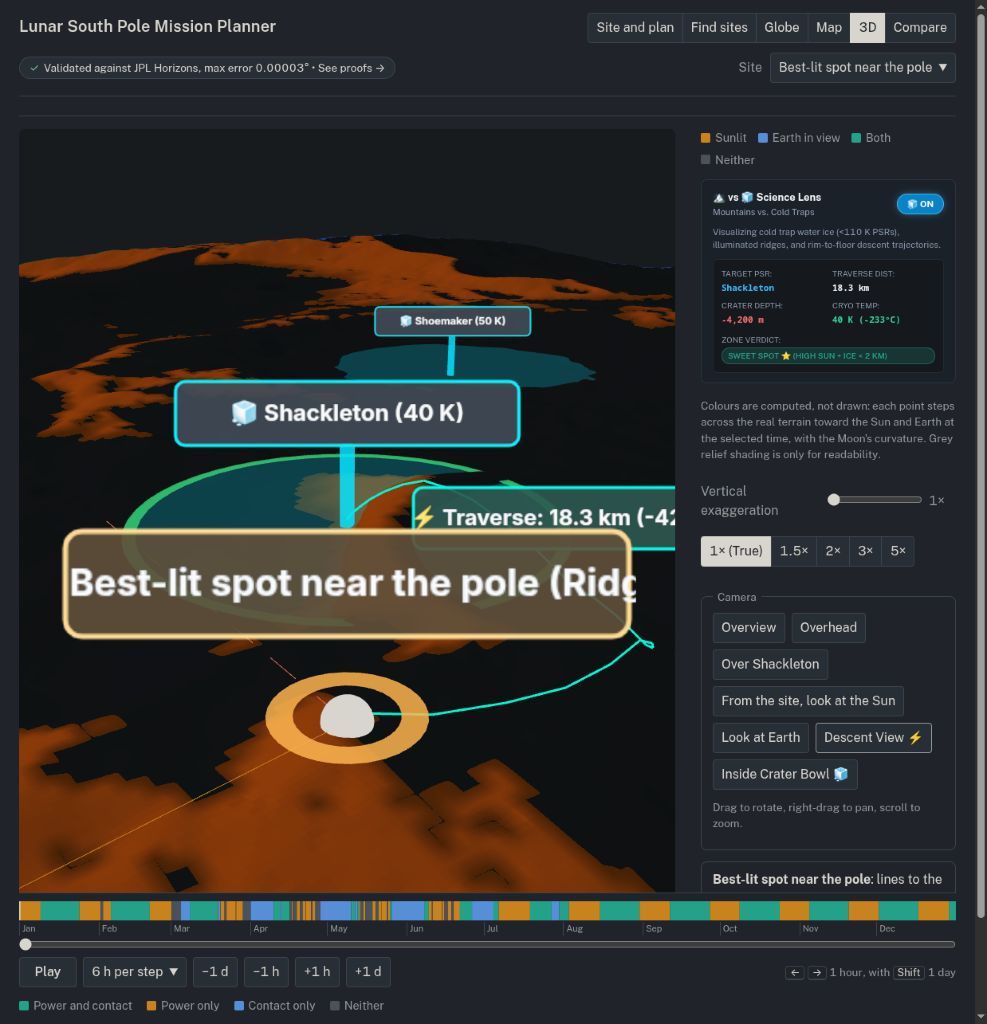 Lunar South Pole Mission Planner
Site and plan
Find sites
Globe
Map
3D
Compare
✓ Validated against JPL Horizons, max error 0.00003° • See proofs →
Site
Best-lit spot near the pole ▼
Sunlit
Earth in view
Both
Neither
⛰️ vs 🧊 Science Lens
🧊 ON
Mountains vs. Cold Traps
Visualizing cold trap water ice (<110 K PSRs),
illuminated ridges, and rim-to-floor descent trajectories.
TARGET PSR:
TRAVERSE DIST:
Shackleton
18.3 km
CRATER DEPTH:
CRYO TEMP:
-4,200 m
40 K (-233°C)
ZONE VERDICT:
SWEET SPOT ⭐ (HIGH SUN + ICE < 2 KM)
Colours are computed, not drawn: each point steps
across the real terrain toward the Sun and Earth at
the selected time, with the Moon's curvature. Grey
relief shading is only for readability.
Vertical
exaggeration
1×
1× (True)
1.5×
2×
3×
5×
Camera
Overview
Overhead
Over Shackleton
From the site, look at the Sun
Look at Earth
Descent View ⚡
Inside Crater Bowl 🧊
Drag to rotate, right-drag to pan, scroll to
zoom.
Best-lit spot near the pole: lines to the
🧊 Shoemaker (50 K)
🧊 Shackleton (40 K)
⚡ Traverse: 18.3 km (-42
Best-lit spot near the pole (Ridg
Jan
Feb
Mar
Apr
May
Jun
Jul
Aug
Sep
Oct
Nov
Dec
Play
6 h per step ▼
−1 d
−1 h
+1 h
+1 d
← → 1 hour, with Shift 1 day
Power and contact
Power only
Contact only
Neither